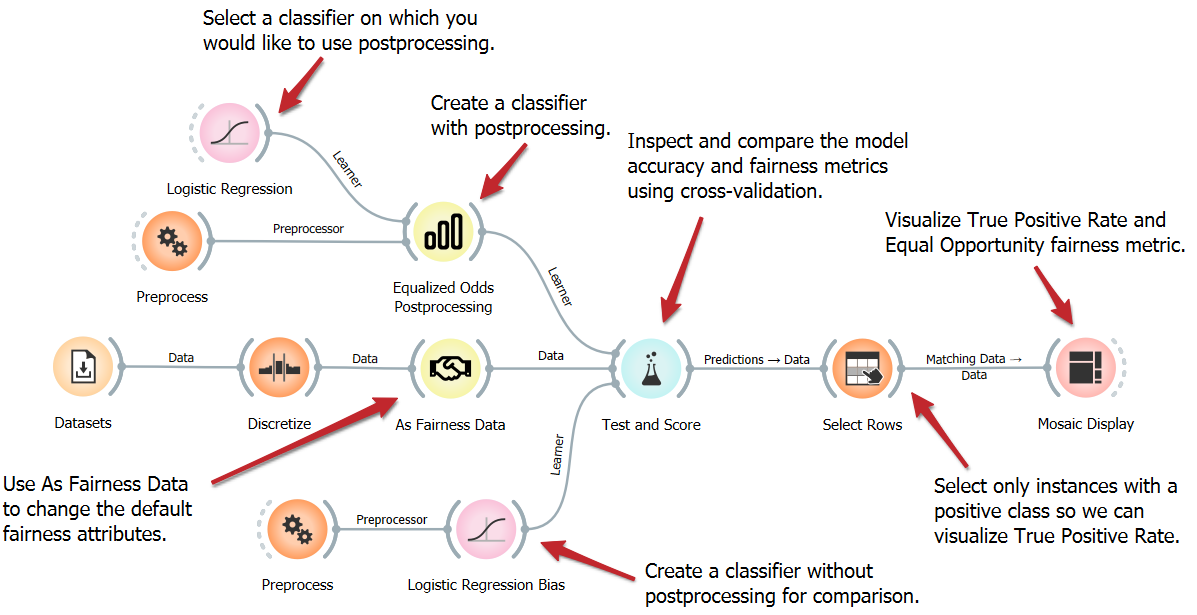 Select a classifier on which you
would like to use postprocessing.
Create a classifier
with postprocessing.
Inspect and compare the model
accuracy and fairness metrics
using cross-validation.
Visualize True Positive Rate and
Equal Opportunity fairness metric.
Logistic Regression
Learner
Preprocessor
Preprocess
Equalized Odds
Postprocessing
Learner
Data
Data
Data
Predictions → Data
Matching Data →
Data
Datasets
Discretize
As Fairness Data
Test and Score
Select Rows
Mosaic Display
Learner
Use As Fairness Data
to change the default
fairness attributes.
Select only instances with a
positive class so we can
visualize True Positive Rate.
Preprocessor
Preprocess
Logistic Regression Bias
Create a classifier without
postprocessing for comparison.